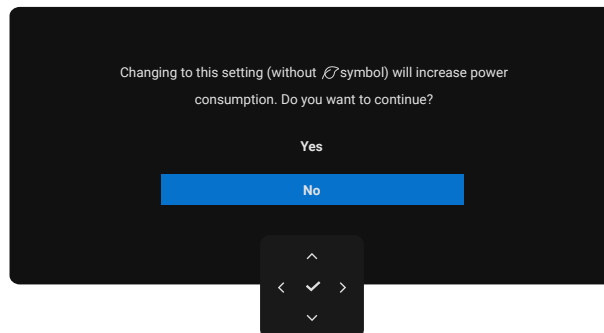 Changing to this setting (without symbol) will increase power
consumption. Do you want to continue?
Yes
No